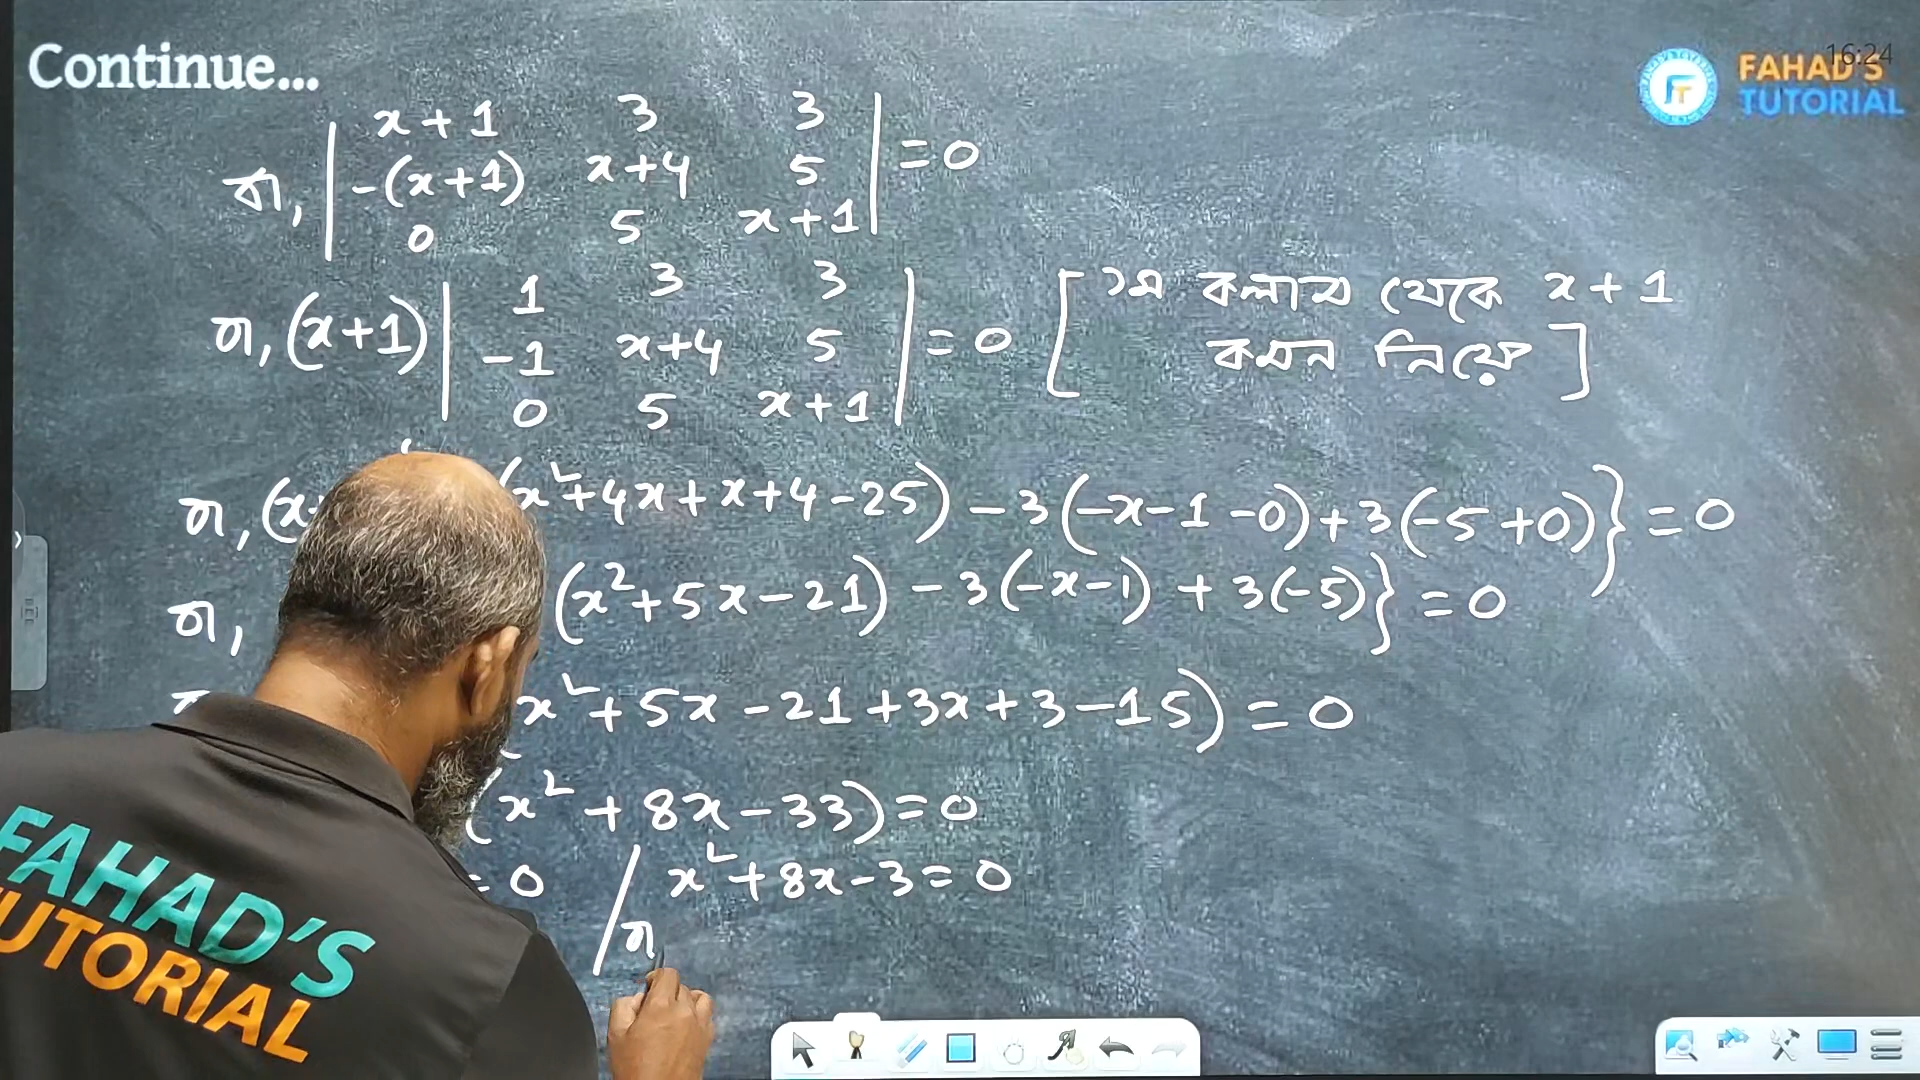 Continue...
16:24
FAHAD'S
TUTORIAL
বা, | x+1 3 3 |
| -(x+1) x+4 5 | = 0
| 0 5 x+1 |
বা, (x+1) | 1 3 3 |
| -1 x+4 5 | = 0
| 0 5 x+1 |
[ ১ম কলাম থেকে x+1
কমন নিয়ে ]
বা, (x (x²+4x+x+4-25) - 3(-x-1-0)+3(-5+0)} = 0
বা, (x²+5x-21) - 3(-x-1) + 3(-5)} = 0
x²+5x-21+3x+3-15) = 0
(x²+8x-33) = 0
= 0 / x²+8x-3 = 0
বা
FAHAD'S
TUTORIAL